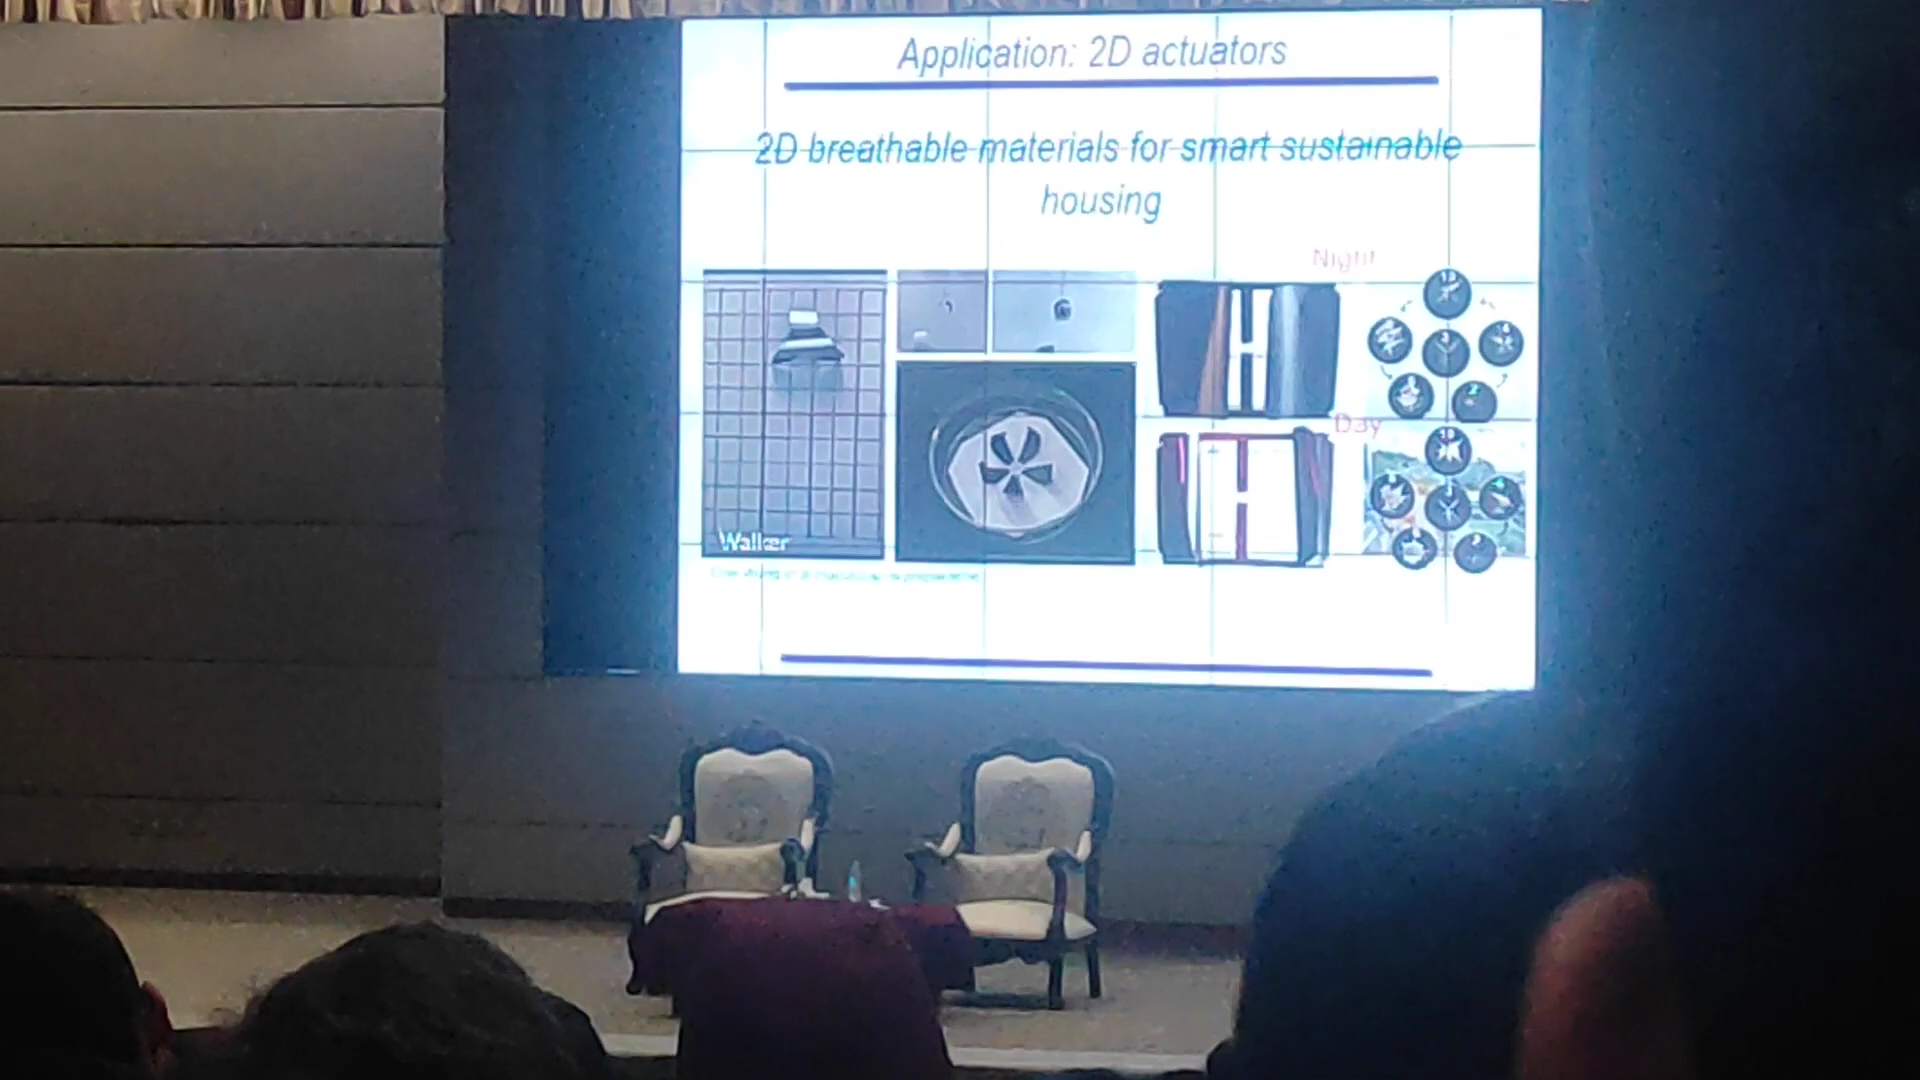 Application: 2D actuators
2D breathable materials for smart sustainable
housing
Night
Day
Walker